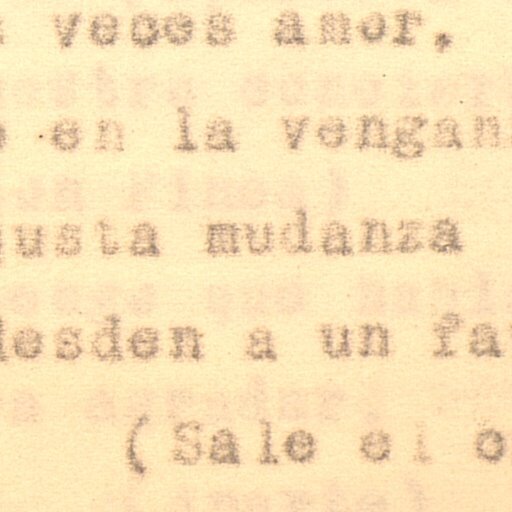 veces amor.
en la vengan
usta mudanza
desden a un fa
(Sale el